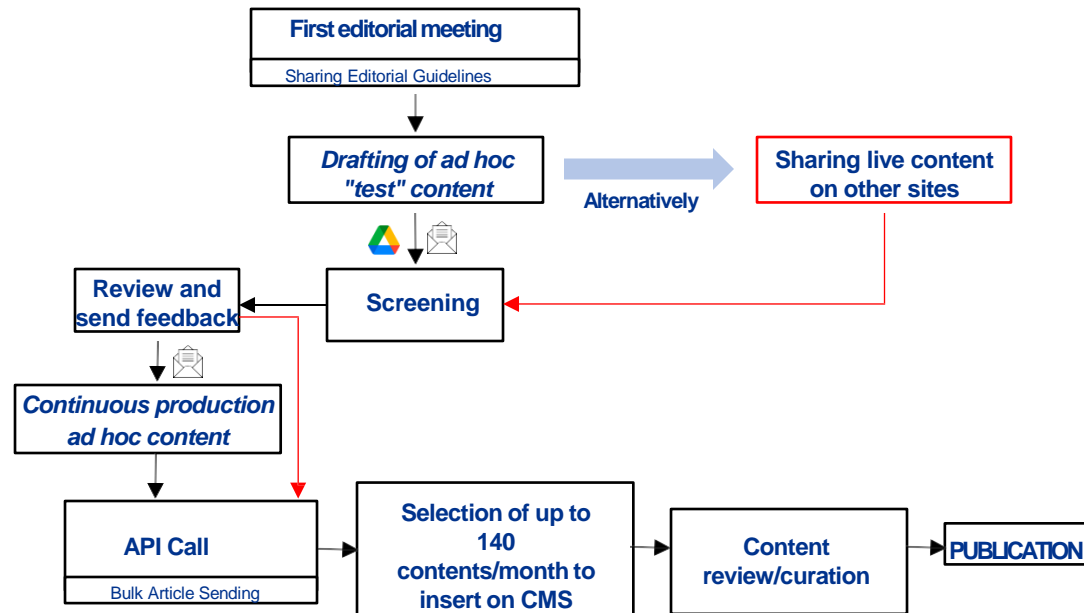 First editorial meeting
Sharing Editorial Guidelines
Drafting of ad hoc
"test" content
Alternatively
Sharing live content
on other sites
Screening
Review and
send feedback
Continuous production
ad hoc content
API Call
Bulk Article Sending
Selection of up to
140
contents/month to
insert on CMS
Content
review/curation
PUBLICATION